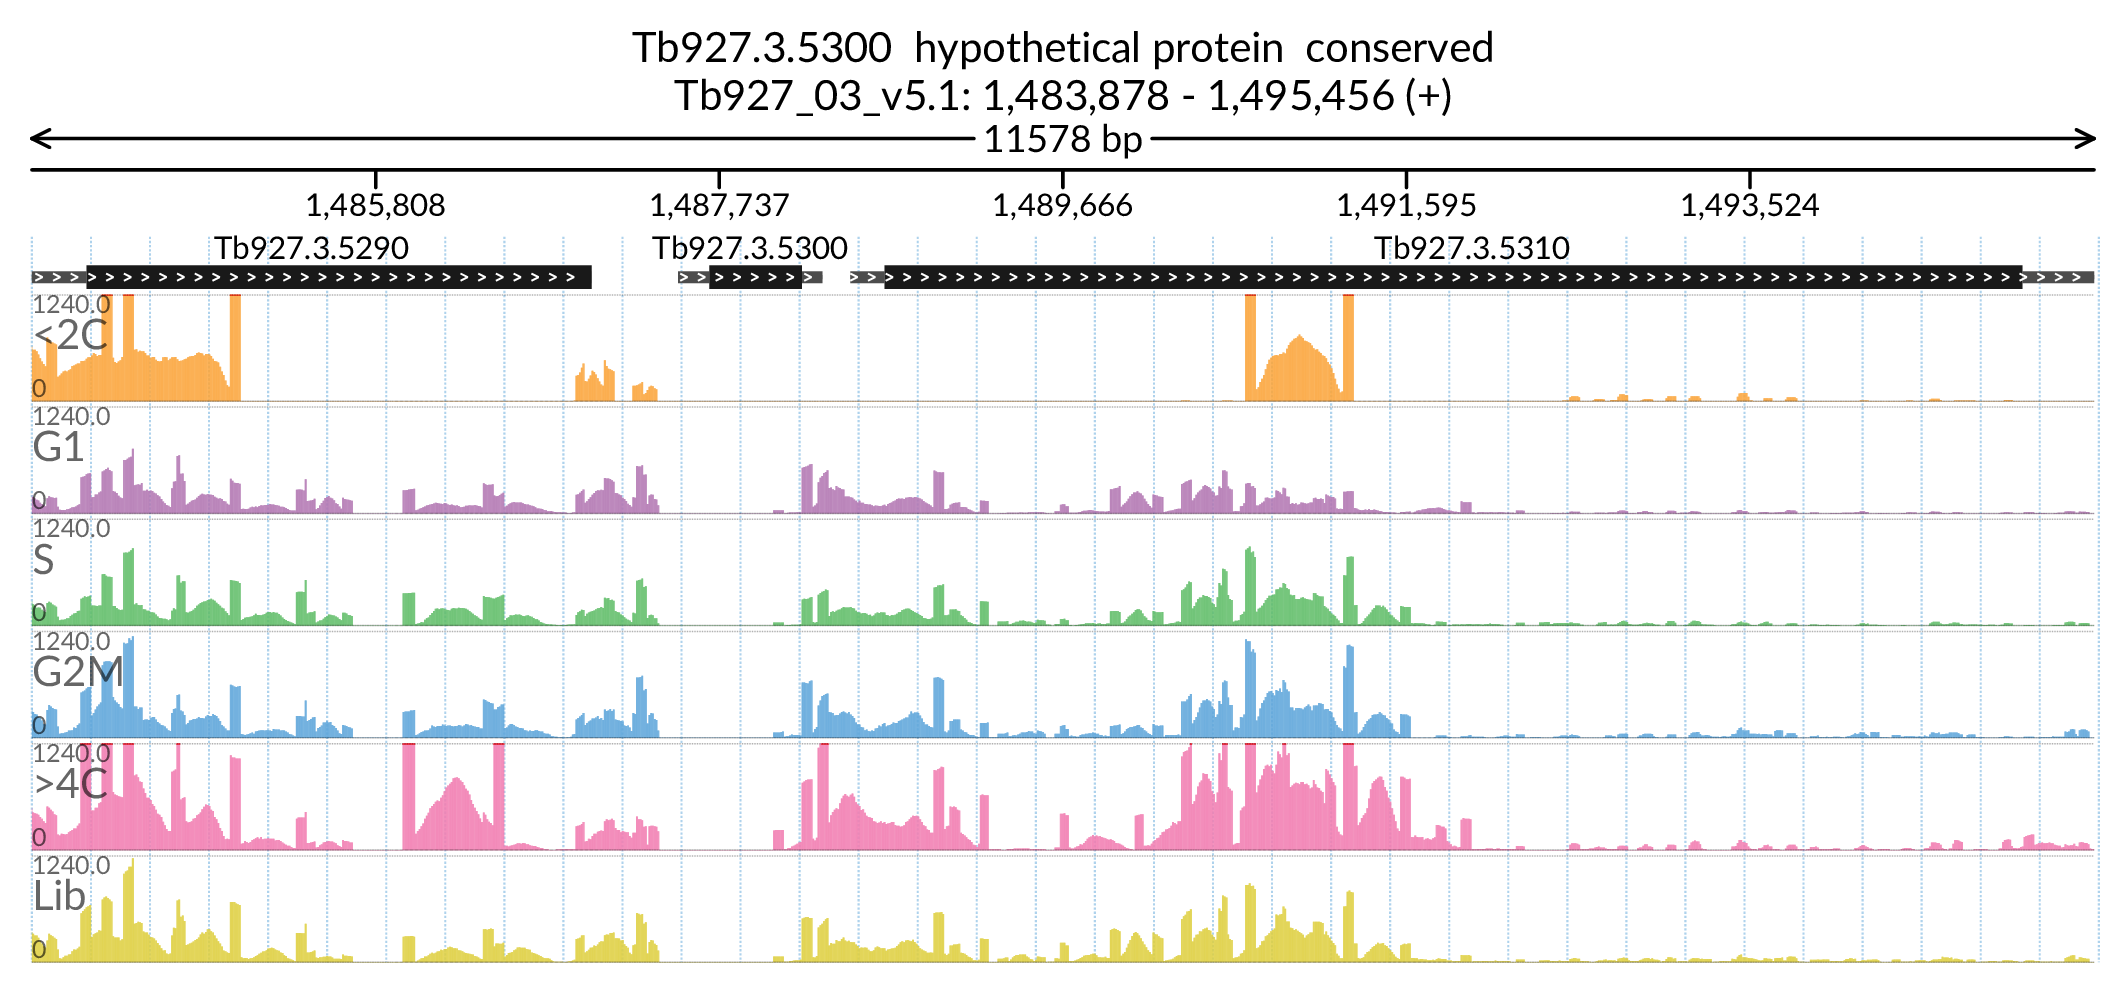 Tb927.3.5300  hypothetical protein  conserved
Tb927_03_v5.1: 1,483,878 - 1,495,456 (+)
11578 bp
1,485,808 1,487,737 1,489,666 1,491,595 1,493,524
Tb927.3.5290 Tb927.3.5300 Tb927.3.5310
1240.0
<2C
0
1240.0
G1
0
1240.0
S
0
1240.0
G2M
0
1240.0
>4C
0
1240.0
Lib
0